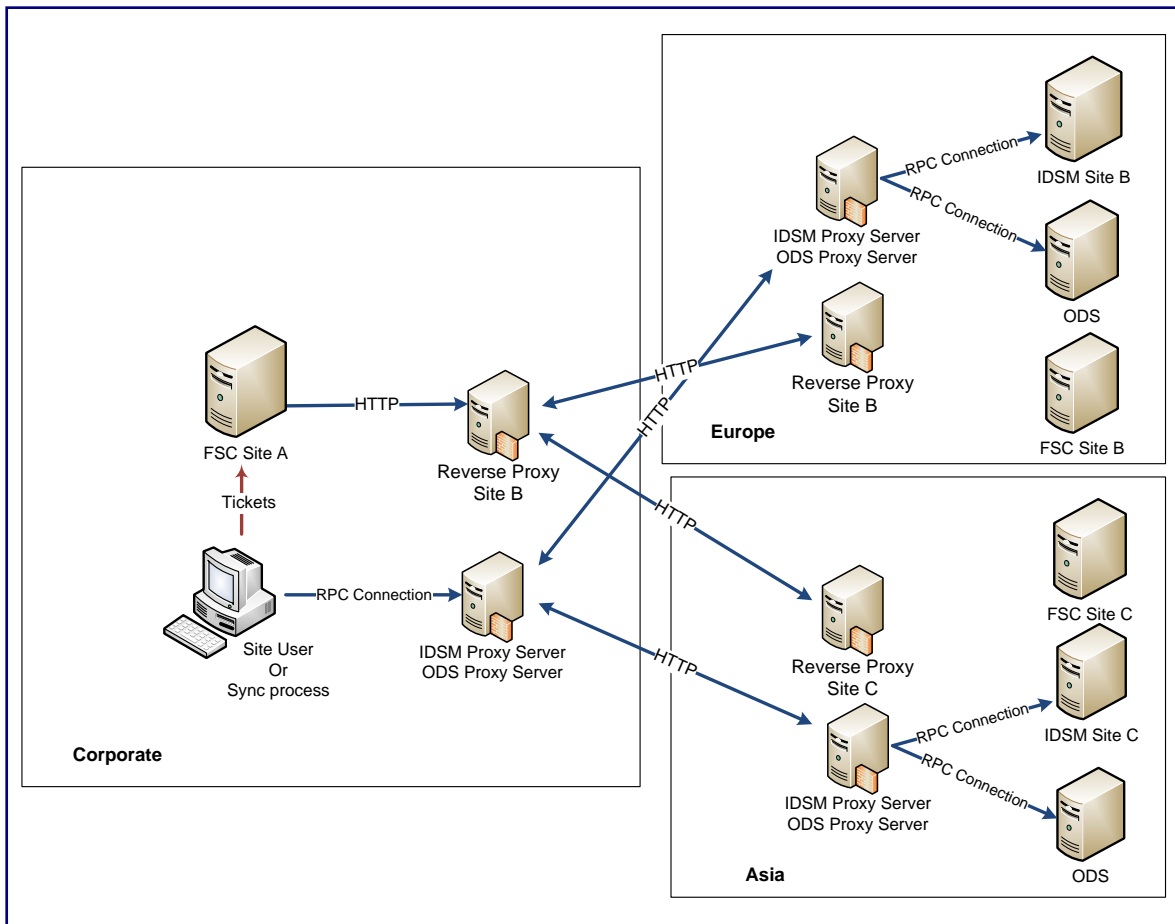 FSC Site A
HTTP
Reverse Proxy
Site B
Tickets
Site User
Or
Sync process
RPC Connection
IDSM Proxy Server
ODS Proxy Server
Corporate
HTTP
HTTP
HTTP
HTTP
IDSM Proxy Server
ODS Proxy Server
RPC Connection
RPC Connection
IDSM Site B
ODS
Reverse Proxy
Site B
FSC Site B
Europe
FSC Site C
Reverse Proxy
Site C
IDSM Proxy Server
ODS Proxy Server
RPC Connection
RPC Connection
IDSM Site C
ODS
Asia